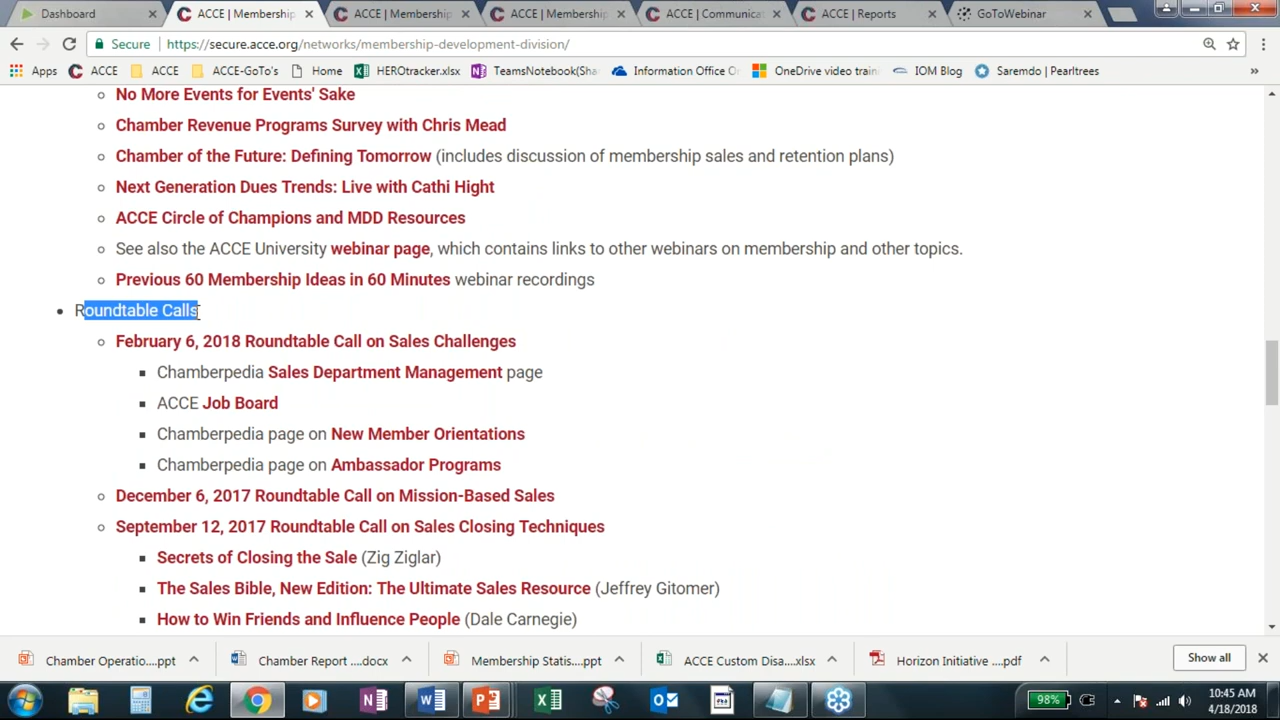 Dashboard
ACCE | Membership
ACCE | Membership
ACCE | Membership
ACCE | Communicat
ACCE | Reports
GoToWebinar
Secure https://secure.acce.org/networks/membership-development-division/
Apps ACCE ACCE ACCE-GoTo's Home HEROtracker.xlsx TeamsNotebook(Sha Information Office O OneDrive video train IOM Blog Saremdo | Pearltrees »
No More Events for Events' Sake
Chamber Revenue Programs Survey with Chris Mead
Chamber of the Future: Defining Tomorrow (includes discussion of membership sales and retention plans)
Next Generation Dues Trends: Live with Cathi Hight
ACCE Circle of Champions and MDD Resources
See also the ACCE University webinar page, which contains links to other webinars on membership and other topics.
Previous 60 Membership Ideas in 60 Minutes webinar recordings
Roundtable Calls
February 6, 2018 Roundtable Call on Sales Challenges
Chamberpedia Sales Department Management page
ACCE Job Board
Chamberpedia page on New Member Orientations
Chamberpedia page on Ambassador Programs
December 6, 2017 Roundtable Call on Mission-Based Sales
September 12, 2017 Roundtable Call on Sales Closing Techniques
Secrets of Closing the Sale (Zig Ziglar)
The Sales Bible, New Edition: The Ultimate Sales Resource (Jeffrey Gitomer)
How to Win Friends and Influence People (Dale Carnegie)
Chamber Operatio....ppt
Chamber Report ....docx
Membership Statis....ppt
ACCE Custom Disa....xlsx
Horizon Initiative ....pdf
Show all
98%
10:45 AM
4/18/2018